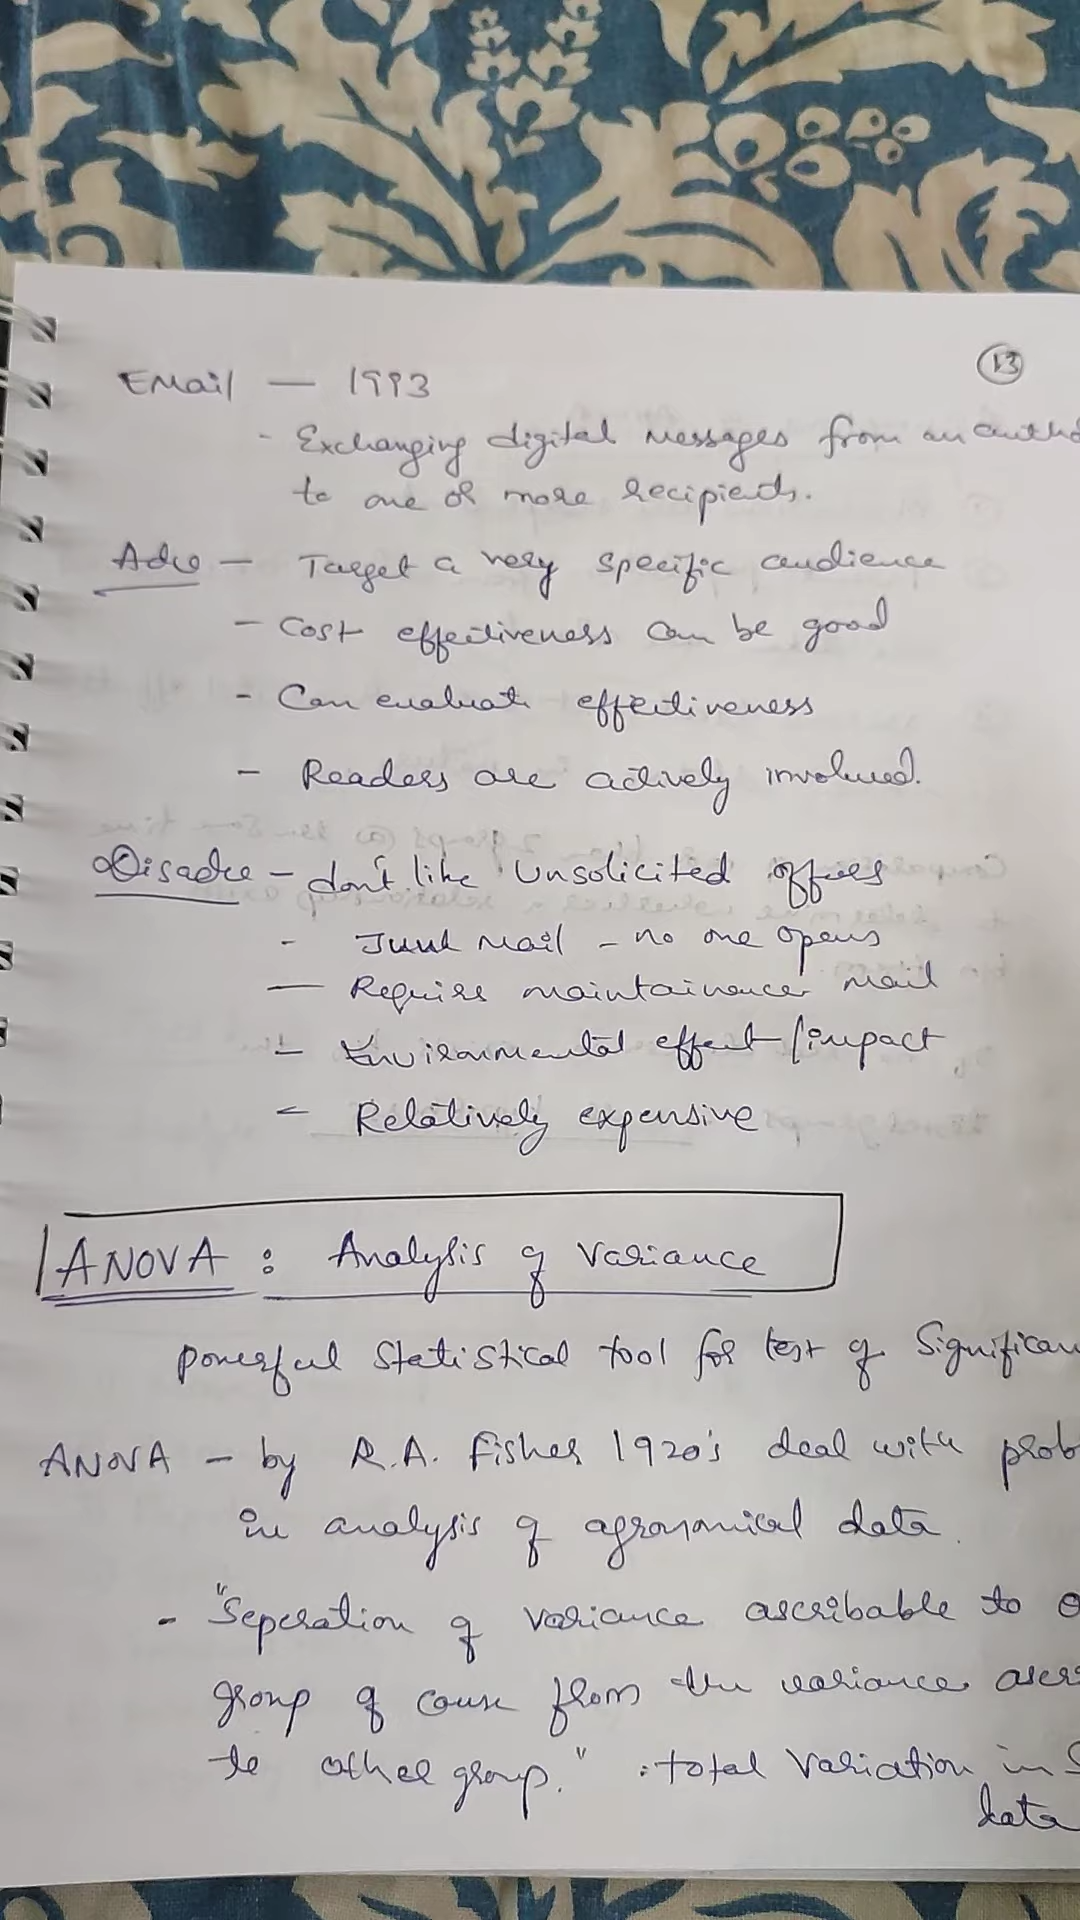 13
Email — 1993
- Exchanging digital messages from an autho
to one or more recipients.
Adv — Target a very specific audience
- Cost effectiveness can be good
- Can evaluate effectiveness
- Readers are actively involved.
Disadv - don't like Unsolicited offers
- Junk Mail - no one opens
— Requires maintainence mail
- Environmental effect/impact
- Relatively expensive
ANOVA : Analysis of Variance
powerful Statistical tool for test of Significan
ANOVA - by R.A. Fisher 1920's deal with prob
in analysis of agronomical data.
- "Seperation of variance ascribable to o
group of cause from the variance ascr
to other group." : total Variation in S
data